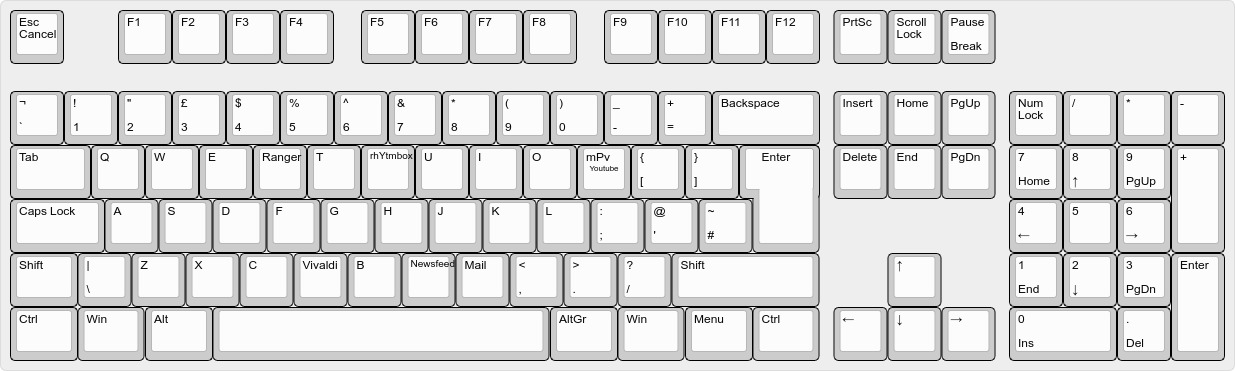 Esc F1 F2 F3 F4 F5 F6 F7 F8 F9 F10 F11 F12 PrtSc Scroll Pause
Cancel Lock
Break
¬ ! " £ $ % ^ & * ( ) _ + Backspace Insert Home PgUp Num / * -
Lock
` 1 2 3 4 5 6 7 8 9 0 - =
Tab Q W E Ranger T rhYtmbox U I O mPv { } Enter Delete End PgDn 7 8 9 +
Youtube
[ ] Home ↑ PgUp
Caps Lock A S D F G H J K L : @ ~ 4 5 6
; ' # ← →
Shift | Z X C Vivaldi B Newsfeed Mail < > ? Shift ↑ 1 2 3 Enter
\ , . / End ↓ PgDn
Ctrl Win Alt AltGr Win Menu Ctrl ← ↓ → 0 .
Ins Del